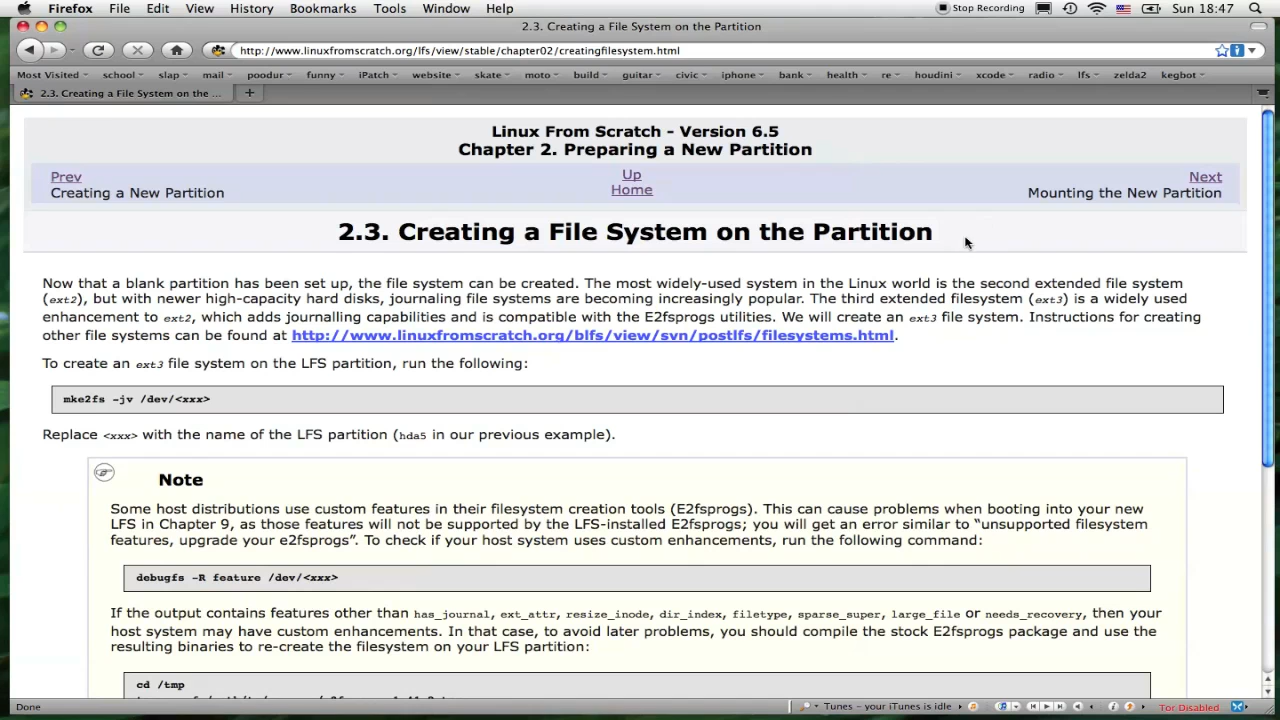 Firefox File Edit View History Bookmarks Tools Window Help Stop Recording Sun 18:47
2.3. Creating a File System on the Partition
http://www.linuxfromscratch.org/lfs/view/stable/chapter02/creatingfilesystem.html
Most Visited school slap mail poodur funny iPatch website skate moto build guitar civic iphone bank health re houdini xcode radio lfs zelda2 kegbot
2.3. Creating a File System on the ...
Linux From Scratch - Version 6.5
Chapter 2. Preparing a New Partition
Prev Up Next
Creating a New Partition Home Mounting the New Partition
2.3. Creating a File System on the Partition
Now that a blank partition has been set up, the file system can be created. The most widely-used system in the Linux world is the second extended file system
(ext2), but with newer high-capacity hard disks, journaling file systems are becoming increasingly popular. The third extended filesystem (ext3) is a widely used
enhancement to ext2, which adds journalling capabilities and is compatible with the E2fsprogs utilities. We will create an ext3 file system. Instructions for creating
other file systems can be found at http://www.linuxfromscratch.org/blfs/view/svn/postlfs/filesystems.html.
To create an ext3 file system on the LFS partition, run the following:
mke2fs -jv /dev/<xxx>
Replace <xxx> with the name of the LFS partition (hda5 in our previous example).
Note
Some host distributions use custom features in their filesystem creation tools (E2fsprogs). This can cause problems when booting into your new
LFS in Chapter 9, as those features will not be supported by the LFS-installed E2fsprogs; you will get an error similar to “unsupported filesystem
features, upgrade your e2fsprogs”. To check if your host system uses custom enhancements, run the following command:
debugfs -R feature /dev/<xxx>
If the output contains features other than has_journal, ext_attr, resize_inode, dir_index, filetype, sparse_super, large_file or needs_recovery, then your
host system may have custom enhancements. In that case, to avoid later problems, you should compile the stock E2fsprogs package and use the
resulting binaries to re-create the filesystem on your LFS partition:
cd /tmp
Done Tunes - your iTunes is idle Tor Disabled